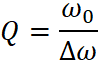 Q = ω₀ / Δω